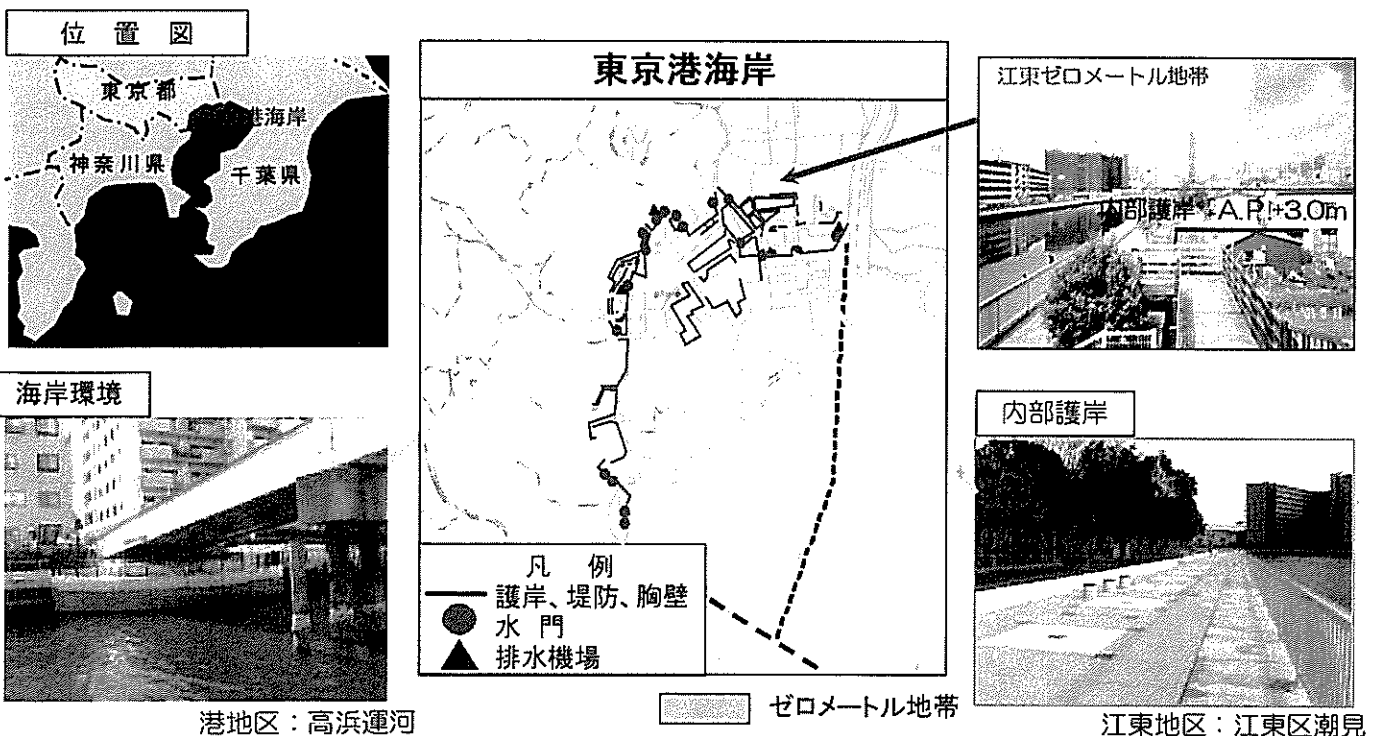 位置図
東京都
港海岸
神奈川県
千葉県
海岸環境
港地区：高浜運河
東京港海岸
凡例
護岸、堤防、胸壁
水門
排水機場
ゼロメートル地帯
江東ゼロメートル地帯
内部護岸 A.P.+3.0m
内部護岸
江東地区：江東区潮見